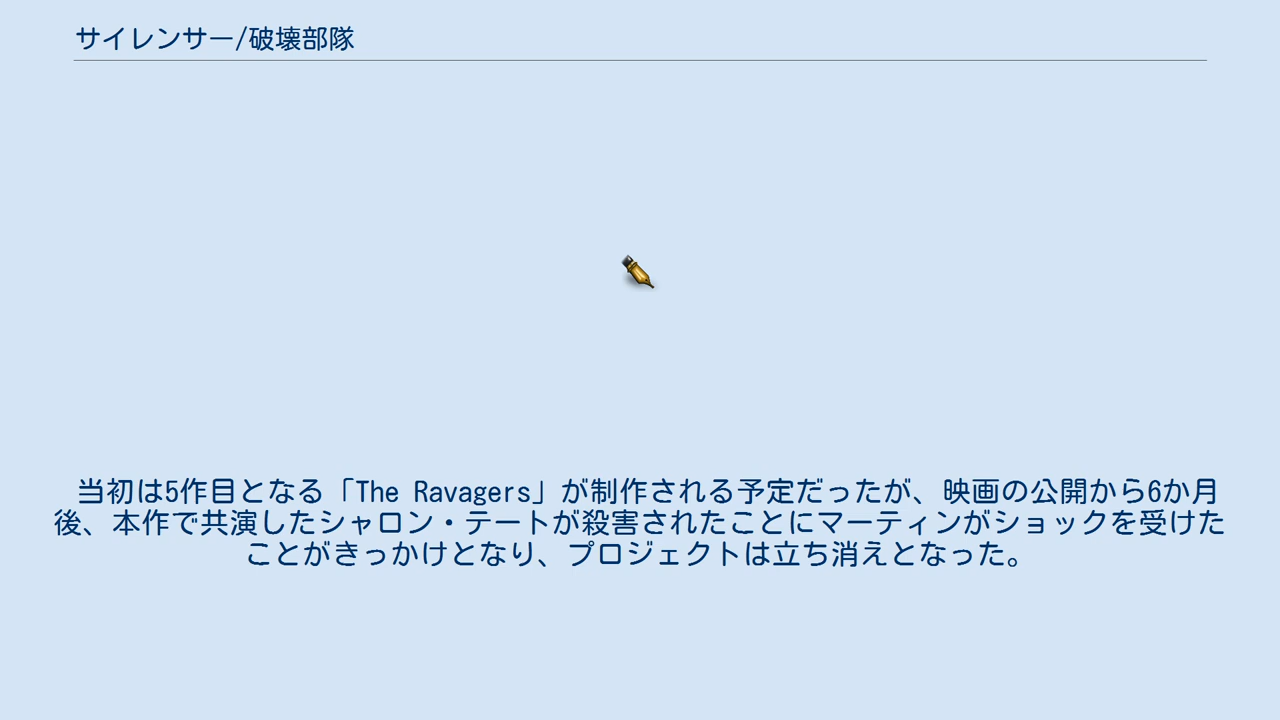 サイレンサー/破壊部隊
当初は5作目となる「The Ravagers」が制作される予定だったが、映画の公開から6か月
後、本作で共演したシャロン・テートが殺害されたことにマーティンがショックを受けた
ことがきっかけとなり、プロジェクトは立ち消えとなった。